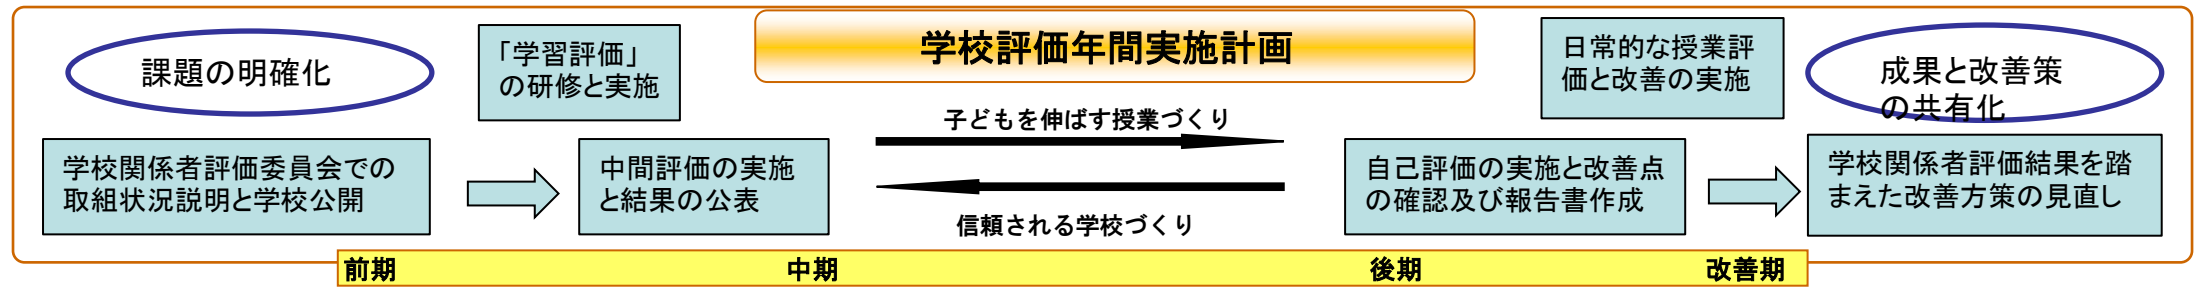 学校評価年間実施計画
課題の明確化
「学習評価」
の研修と実施
日常的な授業評
価と改善の実施
成果と改善策
の共有化
子どもを伸ばす授業づくり
学校関係者評価委員会での
取組状況説明と学校公開
中間評価の実施
と結果の公表
自己評価の実施と改善点
の確認及び報告書作成
学校関係者評価結果を踏
まえた改善方策の見直し
信頼される学校づくり
前期
中期
後期
改善期